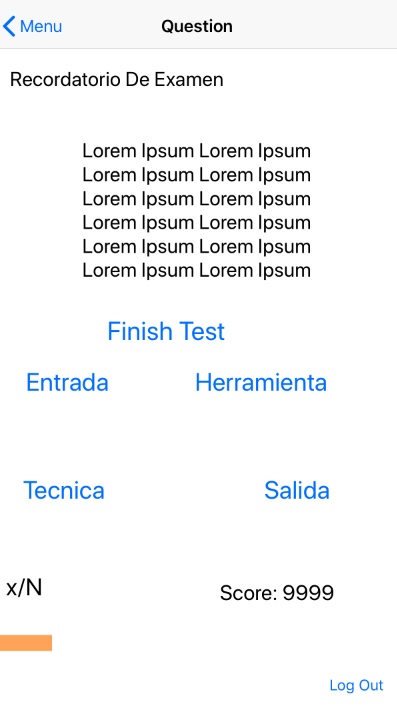 Menu
Question
Recordatorio De Examen
Lorem Ipsum Lorem Ipsum
Lorem Ipsum Lorem Ipsum
Lorem Ipsum Lorem Ipsum
Lorem Ipsum Lorem Ipsum
Lorem Ipsum Lorem Ipsum
Lorem Ipsum Lorem Ipsum
Finish Test
Entrada
Herramienta
Tecnica
Salida
x/N
Score: 9999
Log Out